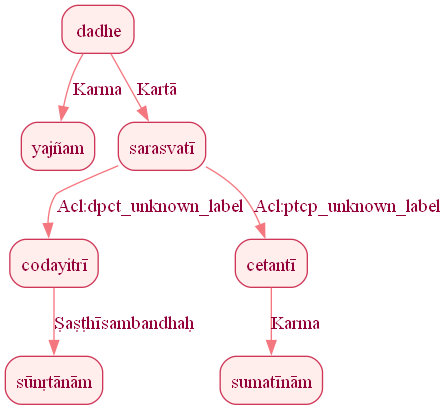 dadhe
Karma Kartā
yajñam sarasvatī
Acl:dpct_unknown_label Acl:ptcp_unknown_label
codayitrī cetantī
Ṣaṣṭhīsambandhaḥ Karma
sūnṛtānām sumatīnām